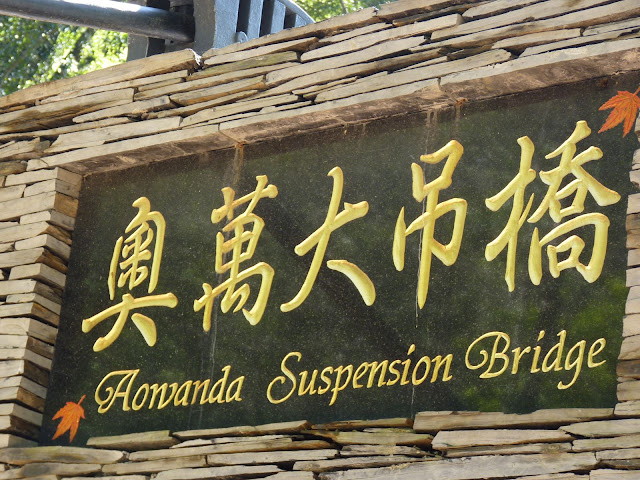 奧萬大吊橋
Aowanda Suspension Bridge